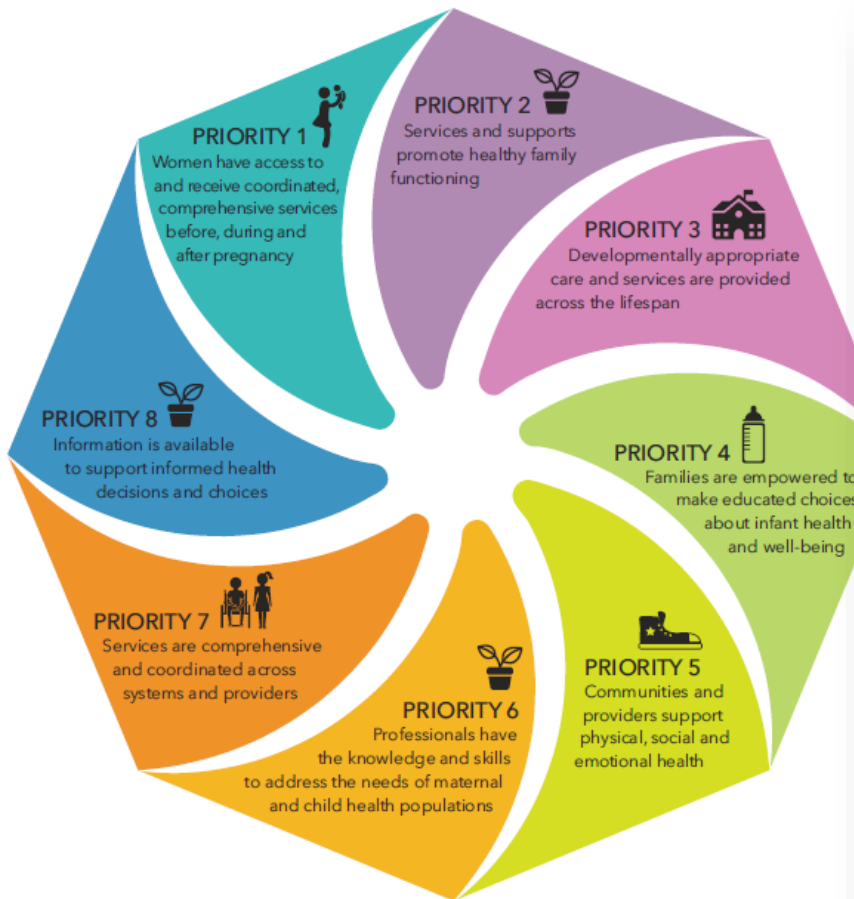 PRIORITY 1
Women have access to
and receive coordinated,
comprehensive services
before, during and
after pregnancy
PRIORITY 2
Services and supports
promote healthy family
functioning
PRIORITY 3
Developmentally appropriate
care and services are provided
across the lifespan
PRIORITY 4
Families are empowered to
make educated choices
about infant health
and well-being
PRIORITY 5
Communities and
providers support
physical, social and
emotional health
PRIORITY 6
Professionals have
the knowledge and skills
to address the needs of maternal
and child health populations
PRIORITY 7
Services are comprehensive
and coordinated across
systems and providers
PRIORITY 8
Information is available
to support informed health
decisions and choices